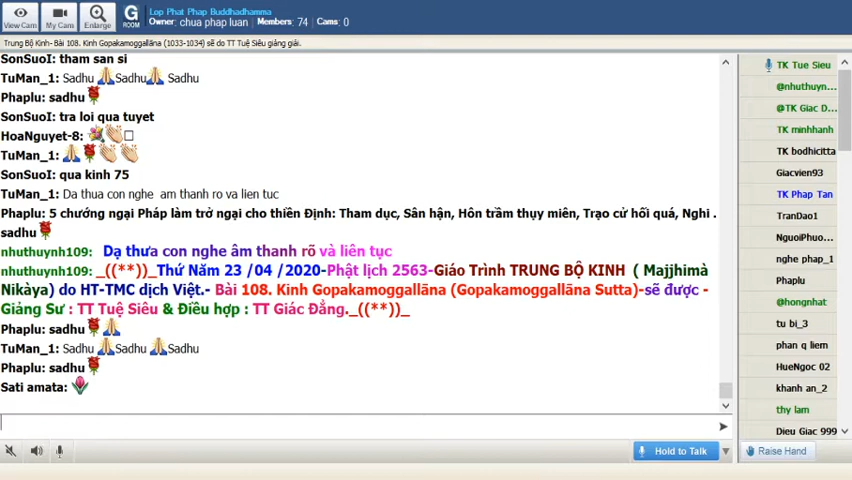 View Cam
My Cam
Enlarge
G
ROOM
Lop Phat Phap Buddhadhamma
Owner: chua phap luan Members: 74 Cams: 0
Trung Bộ Kinh- Bài 108. Kinh Gopakamoggallāna (1033-1034) sẽ do TT Tuệ Siêu giảng giải.
SonSuoI: tham san si
TuMan_1: Sadhu Sadhu Sadhu
Phaplu: sadhu
SonSuoI: tra loi qua tuyet
HoaNguyet-8:
TuMan_1:
SonSuoI: qua kinh 75
TuMan_1: Da thua con nghe am thanh ro va lien tuc
Phaplu: 5 chướng ngại Pháp làm trở ngại cho thiền Định: Tham dục, Sân hận, Hôn trầm thụy miên, Trạo cử hối quá, Nghi .
sadhu
nhuthuynh109: Dạ thưa con nghe âm thanh rõ và liên tục
nhuthuynh109: _((**))_Thứ Năm 23 /04 /2020-Phật lịch 2563-Giáo Trình TRUNG BỘ KINH ( Majjhimà
Nikàya) do HT-TMC dịch Việt.- Bài 108. Kinh Gopakamoggallāna (Gopakamoggallāna Sutta)-sẽ được -
Giảng Sư : TT Tuệ Siêu & Điều hợp : TT Giác Đẳng._((**))_
Phaplu: sadhu
TuMan_1: Sadhu Sadhu Sadhu
Phaplu: sadhu
Sati amata:
TK Tue Sieu
@nhuthuyn...
@TK Giac D...
TK minhhanh
TK bodhicitta
Giacvien93
TK Phap Tan
TranDao1
NguoiPhuo...
nghe phap_1
Phaplu
@hongnhat
tu bi_3
phan q liem
HueNgoc 02
khanh an_2
thy lam
Dieu Giac 999
Hold to Talk
Raise Hand